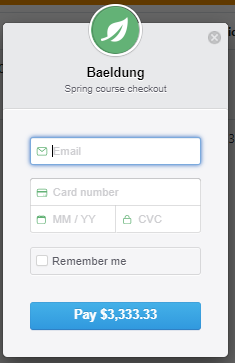 Baeldung
Spring course checkout
Email
Card number
MM / YY
CVC
Remember me
Pay $3,333.33